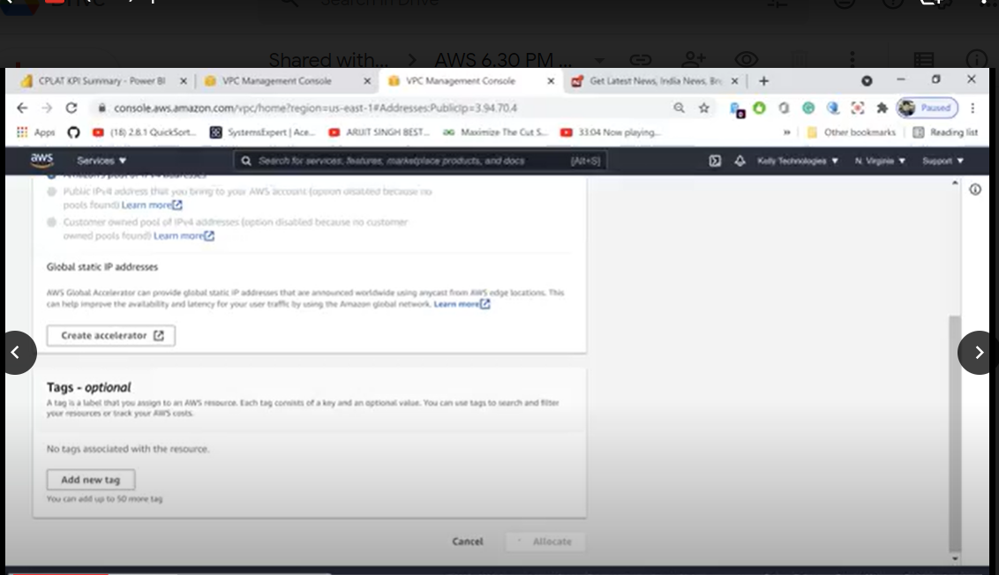 Search in Drive
Shared with... > AWS 6.30 PM ...
CPLAT KPI Summary - Power BI
VPC Management Console
VPC Management Console
Get Latest News, India News, Bre
console.aws.amazon.com/vpc/home?region=us-east-1#Addresses:PublicIp=3.94.70.4
Paused
Apps
(18) 2.8.1 QuickSort...
SystemsExpert | Ace...
ARIJIT SINGH BEST...
Maximize The Cut S...
33:04 Now playing...
»
Other bookmarks
Reading list
aws
Services
Search for services, features, marketplace products, and docs
[Alt+S]
Kelly Technologies
N. Virginia
Support
Amazon's pool of IPv4 addresses
Public IPv4 address that you bring to your AWS account (option disabled because no
pools found) Learn more
Customer owned pool of IPv4 addresses (option disabled because no customer
owned pools found) Learn more
Global static IP addresses
AWS Global Accelerator can provide global static IP addresses that are announced worldwide using anycast from AWS edge locations. This
can help improve the availability and latency for your user traffic by using the Amazon global network. Learn more
Create accelerator
Tags - optional
A tag is a label that you assign to an AWS resource. Each tag consists of a key and an optional value. You can use tags to search and filter
your resources or track your AWS costs.
No tags associated with the resource.
Add new tag
You can add up to 50 more tag
Cancel
Allocate